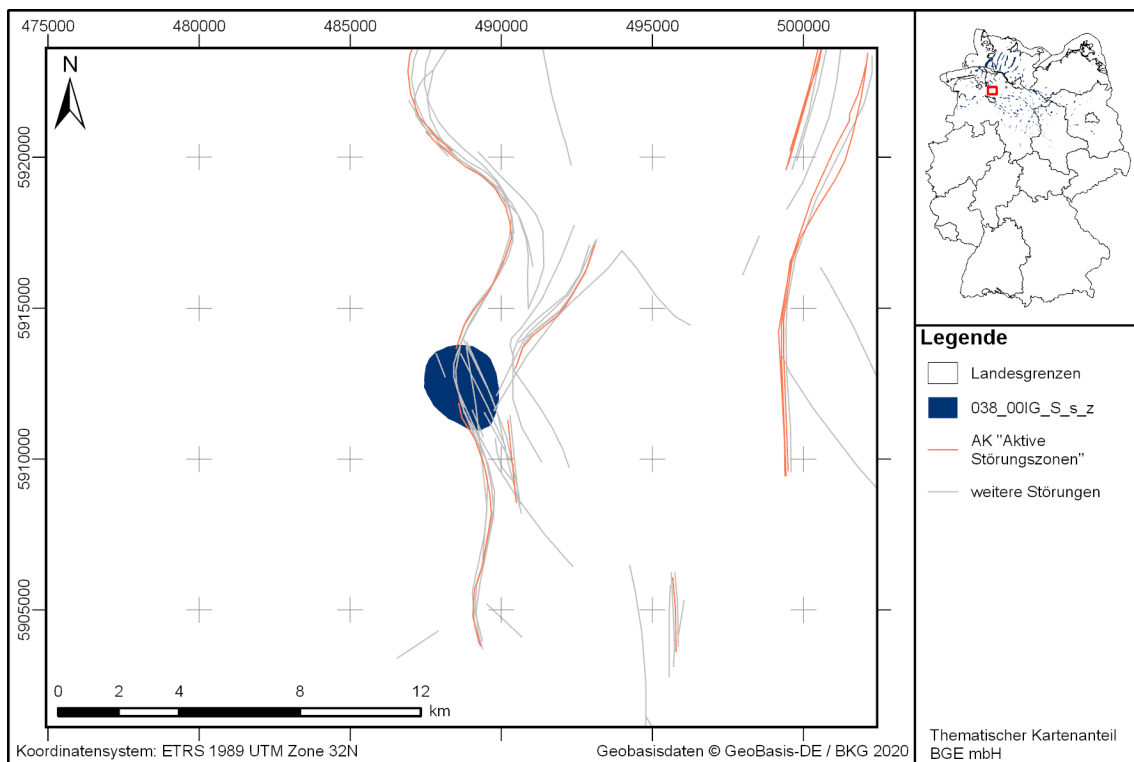 475000 480000 485000 490000 495000 500000
N
5920000
5915000
5910000
5905000
0 2 4 8 12
km
Koordinatensystem: ETRS 1989 UTM Zone 32N
Geobasisdaten © GeoBasis-DE / BKG 2020
Legende
Landesgrenzen
038_00IG_S_s_z
AK "Aktive
Störungszonen"
weitere Störungen
Thematischer Kartenanteil
BGE mbH